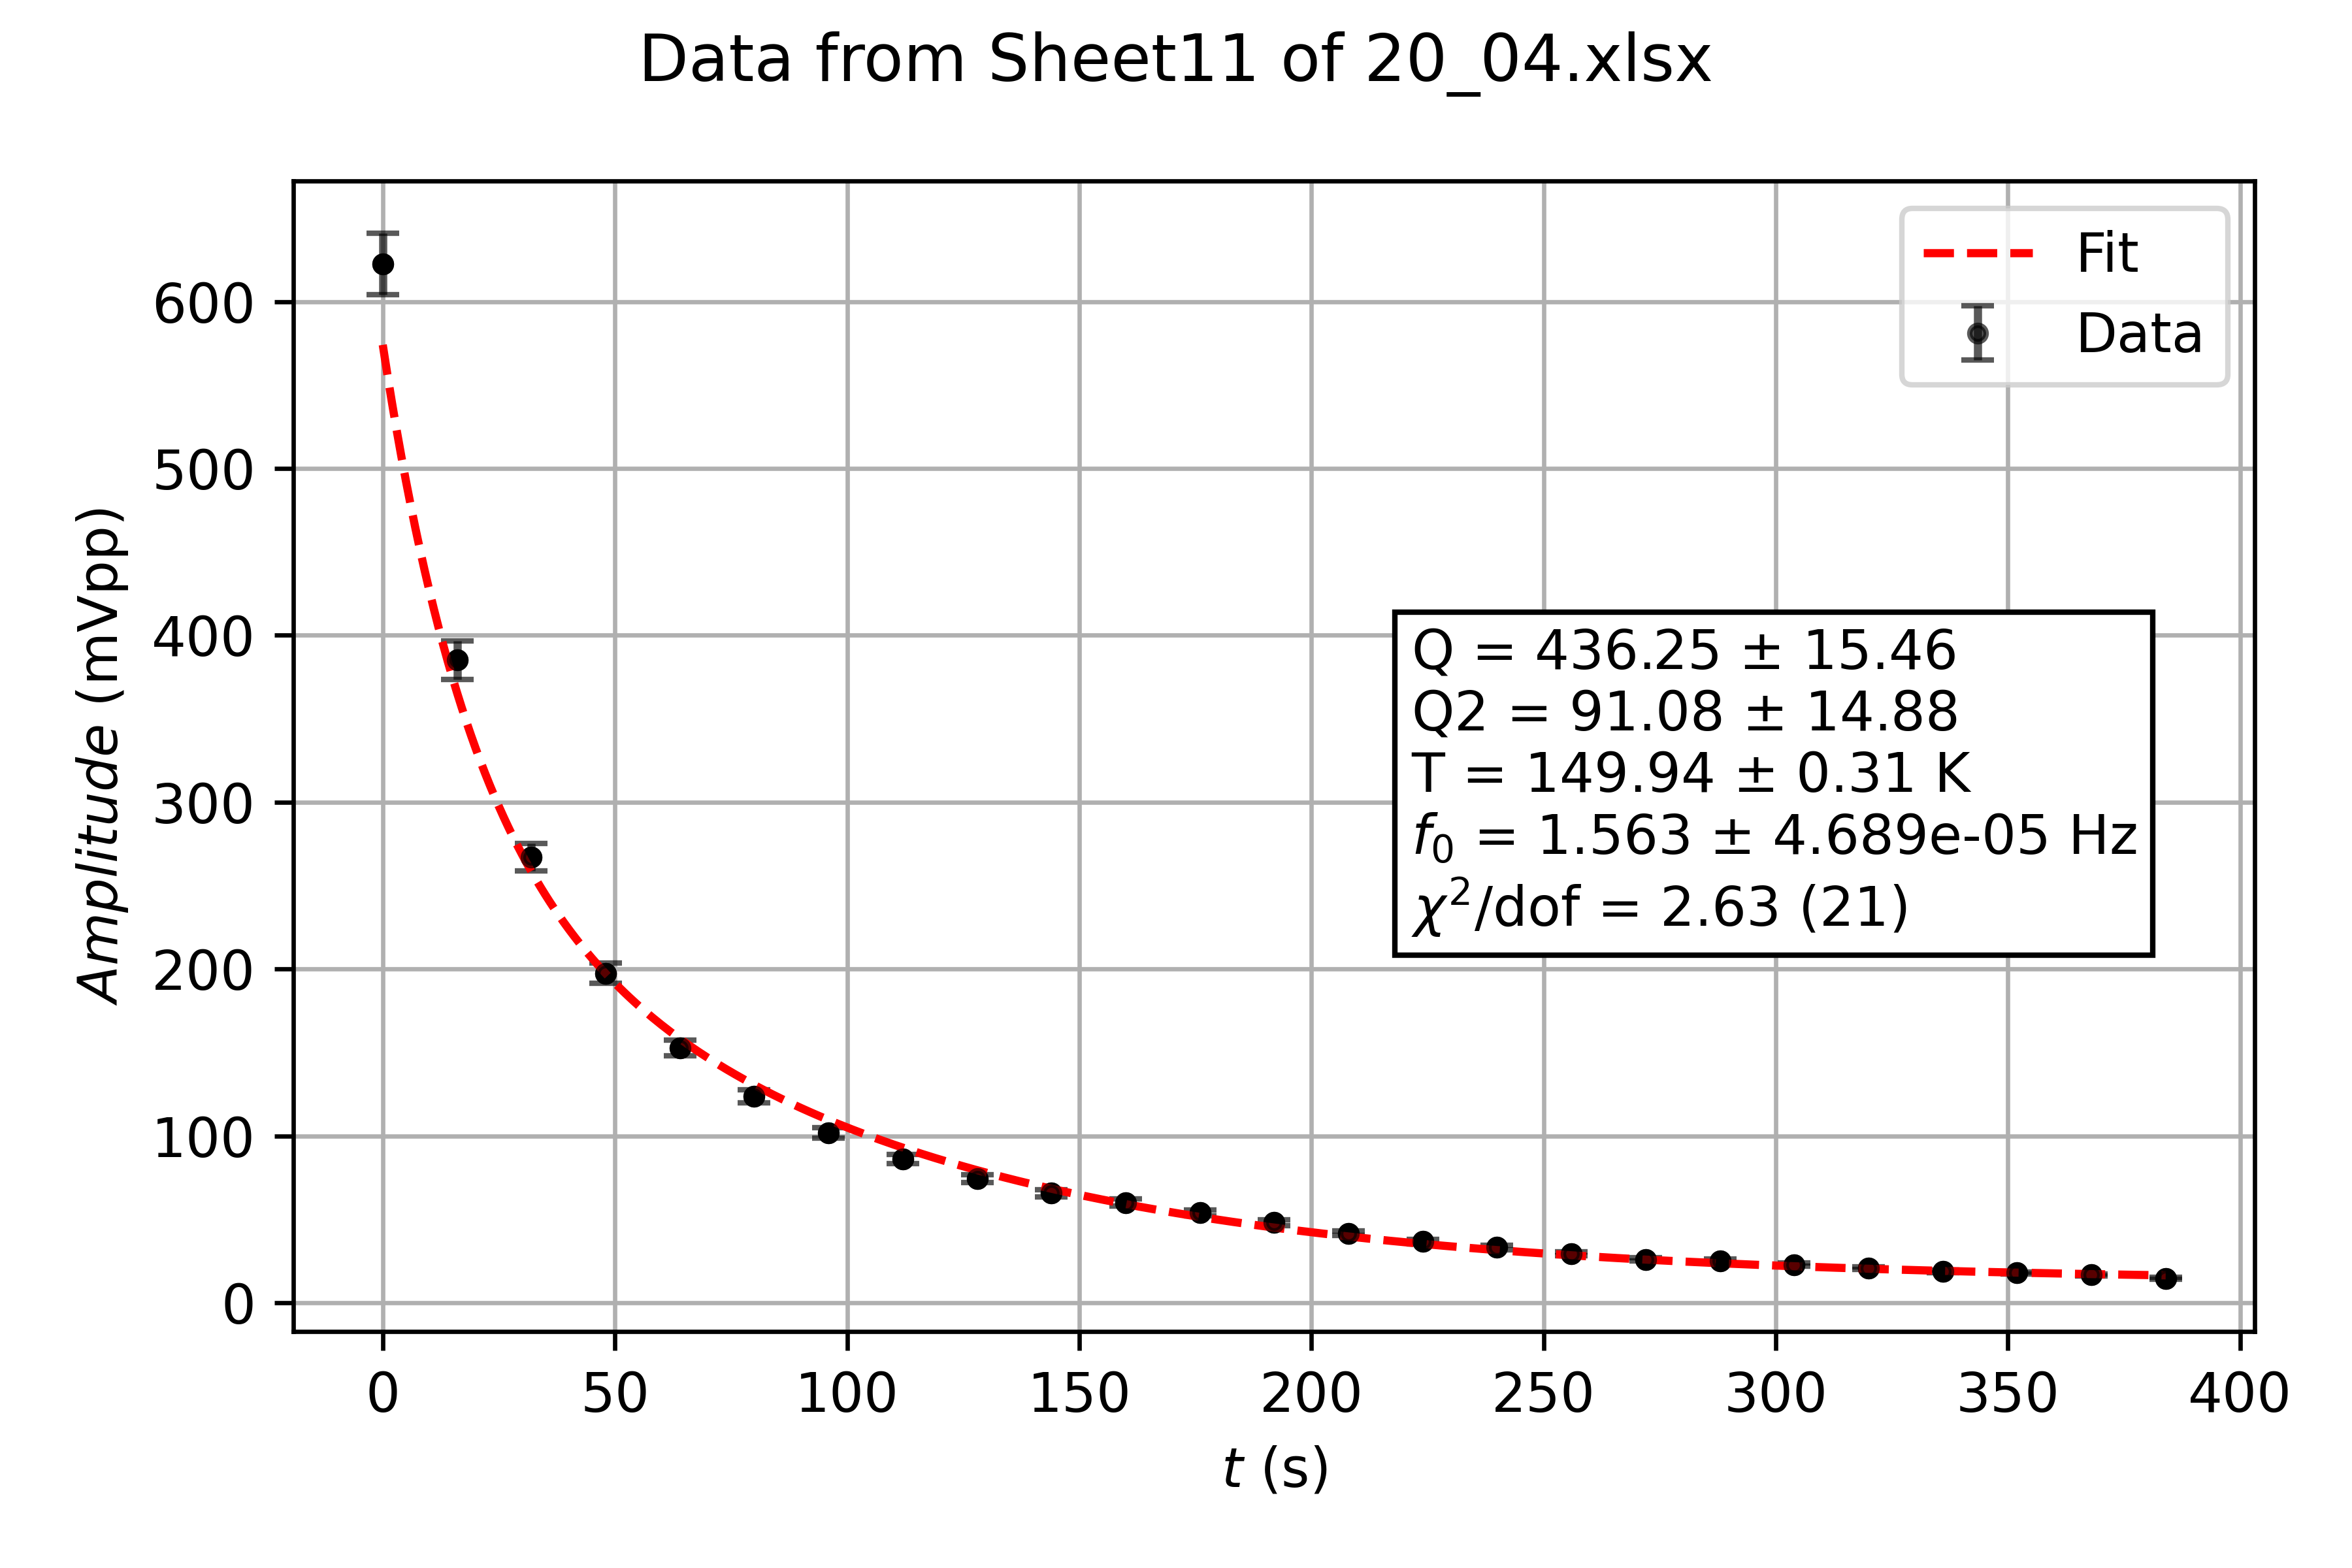 Data from Sheet11 of 20_04.xlsx
Amplitude (mVpp)
600
500
400
300
200
100
0
Fit
Data
Q = 436.25 ± 15.46
Q2 = 91.08 ± 14.88
T = 149.94 ± 0.31 K
f₀ = 1.563 ± 4.689e-05 Hz
χ²/dof = 2.63 (21)
0 50 100 150 200 250 300 350 400
t (s)